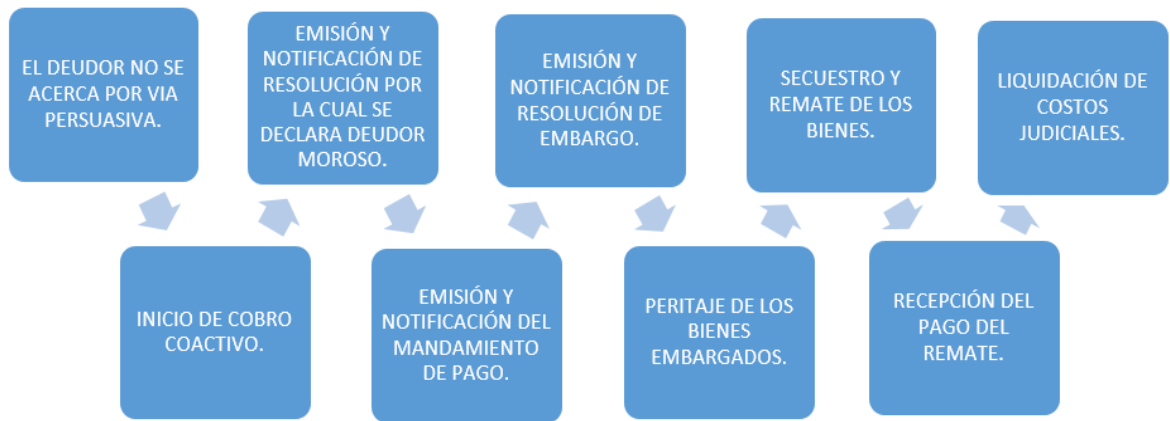 EL DEUDOR NO SE
ACERCA POR VIA
PERSUASIVA.
INICIO DE COBRO
COACTIVO.
EMISIÓN Y
NOTIFICACIÓN DE
RESOLUCIÓN POR
LA CUAL SE
DECLARA DEUDOR
MOROSO.
EMISIÓN Y
NOTIFICACIÓN DEL
MANDAMIENTO
DE PAGO.
EMISIÓN Y
NOTIFICACIÓN DE
RESOLUCIÓN DE
EMBARGO.
PERITAJE DE LOS
BIENES
EMBARGADOS.
SECUESTRO Y
REMATE DE LOS
BIENES.
RECEPCIÓN DEL
PAGO DEL
REMATE.
LIQUIDACIÓN DE
COSTOS
JUDICIALES.